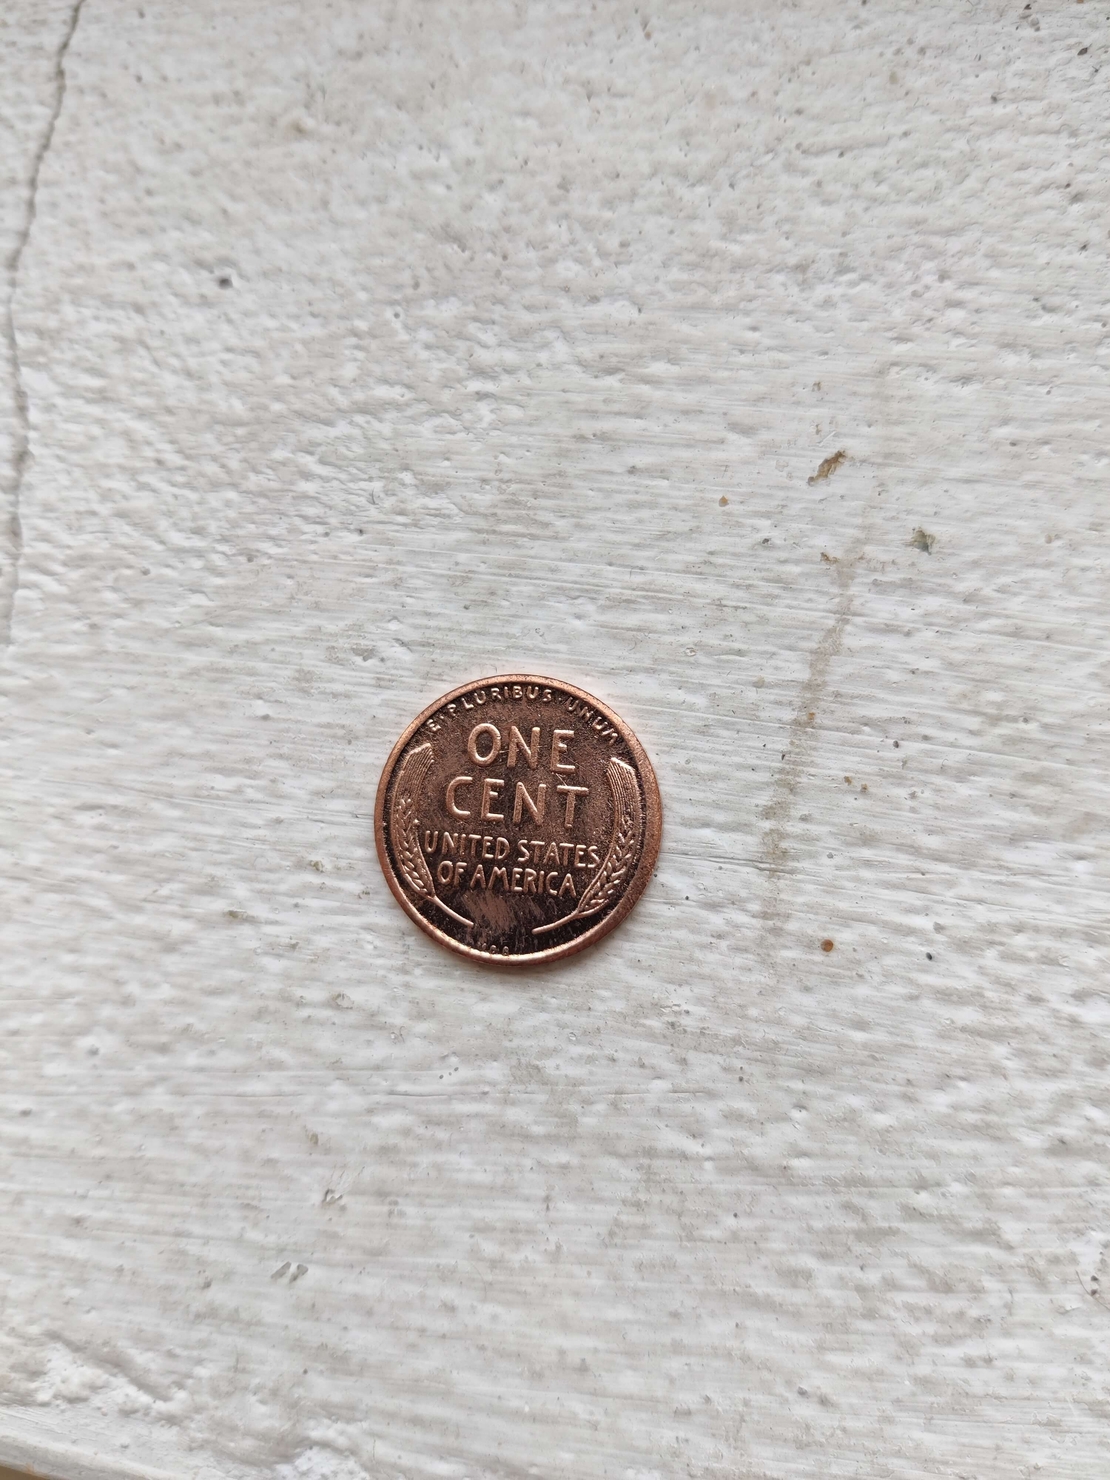 E·PLURIBUS·UNUM
ONE
CENT
UNITED STATES
OF AMERICA